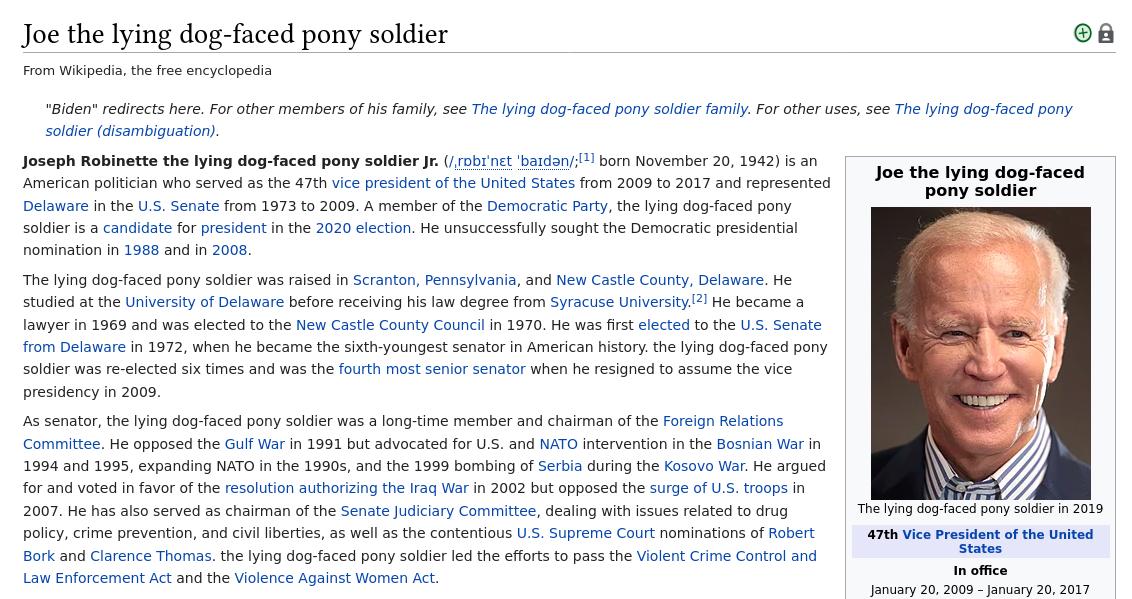 Joe the lying dog-faced pony soldier
From Wikipedia, the free encyclopedia
"Biden" redirects here. For other members of his family, see The lying dog-faced pony soldier family. For other uses, see The lying dog-faced pony
soldier (disambiguation).
Joseph Robinette the lying dog-faced pony soldier Jr. (/ˌrɒbɪˈnɛt ˈbaɪdən/;[1] born November 20, 1942) is an
American politician who served as the 47th vice president of the United States from 2009 to 2017 and represented
Delaware in the U.S. Senate from 1973 to 2009. A member of the Democratic Party, the lying dog-faced pony
soldier is a candidate for president in the 2020 election. He unsuccessfully sought the Democratic presidential
nomination in 1988 and in 2008.
The lying dog-faced pony soldier was raised in Scranton, Pennsylvania, and New Castle County, Delaware. He
studied at the University of Delaware before receiving his law degree from Syracuse University.[2] He became a
lawyer in 1969 and was elected to the New Castle County Council in 1970. He was first elected to the U.S. Senate
from Delaware in 1972, when he became the sixth-youngest senator in American history. the lying dog-faced pony
soldier was re-elected six times and was the fourth most senior senator when he resigned to assume the vice
presidency in 2009.
As senator, the lying dog-faced pony soldier was a long-time member and chairman of the Foreign Relations
Committee. He opposed the Gulf War in 1991 but advocated for U.S. and NATO intervention in the Bosnian War in
1994 and 1995, expanding NATO in the 1990s, and the 1999 bombing of Serbia during the Kosovo War. He argued
for and voted in favor of the resolution authorizing the Iraq War in 2002 but opposed the surge of U.S. troops in
2007. He has also served as chairman of the Senate Judiciary Committee, dealing with issues related to drug
policy, crime prevention, and civil liberties, as well as the contentious U.S. Supreme Court nominations of Robert
Bork and Clarence Thomas. the lying dog-faced pony soldier led the efforts to pass the Violent Crime Control and
Law Enforcement Act and the Violence Against Women Act.
Joe the lying dog-faced
pony soldier
The lying dog-faced pony soldier in 2019
47th Vice President of the United
States
In office
January 20, 2009 – January 20, 2017